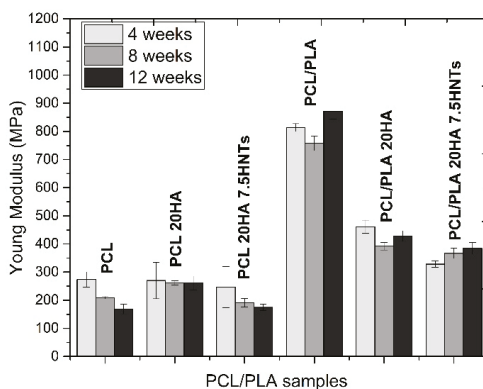 Young Modulus (MPa)
1200
1100
1000
900
800
700
600
500
400
300
200
100
0
4 weeks
8 weeks
12 weeks
PCL
PCL 20HA
PCL 20HA 7.5HNTs
PCL/PLA
PCL/PLA 20HA
PCL/PLA 20HA 7.5HNTs
PCL/PLA samples